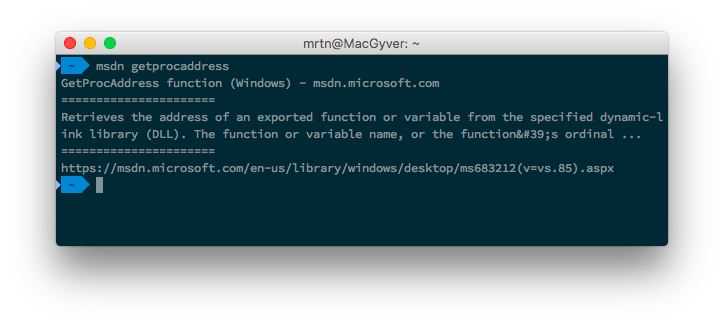 mrtn@MacGyver: ~
~ msdn getprocaddress
GetProcAddress function (Windows) - msdn.microsoft.com
======================
Retrieves the address of an exported function or variable from the specified dynamic-l
ink library (DLL). The function or variable name, or the function&#39;s ordinal ...
======================
https://msdn.microsoft.com/en-us/library/windows/desktop/ms683212(v=vs.85).aspx
~